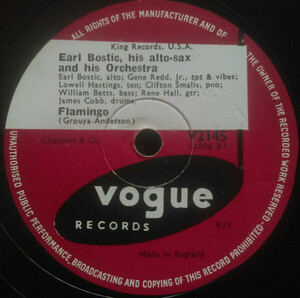 ALL RIGHTS OF THE MANUFACTURER AND OF THE OWNER OF THE RECORDED WORK RESERVED
UNAUTHORISED PUBLIC PERFORMANCE, BROADCASTING AND COPYING OF THIS RECORD PROHIBITED
King Records, U.S.A.
Earl Bostic, his alto-sax
and his Orchestra
Earl Bostic, alto; Gene Redd, Jr., tpt & vibes;
Lowell Hastings, ten; Clifton Smalls, pno;
William Betts, bass; Rene Hall, gtr;
James Cobb, drums.
Flamingo
(Grouya-Anderson)
V2145
& Co.
vogue
RECORDS
Made in England